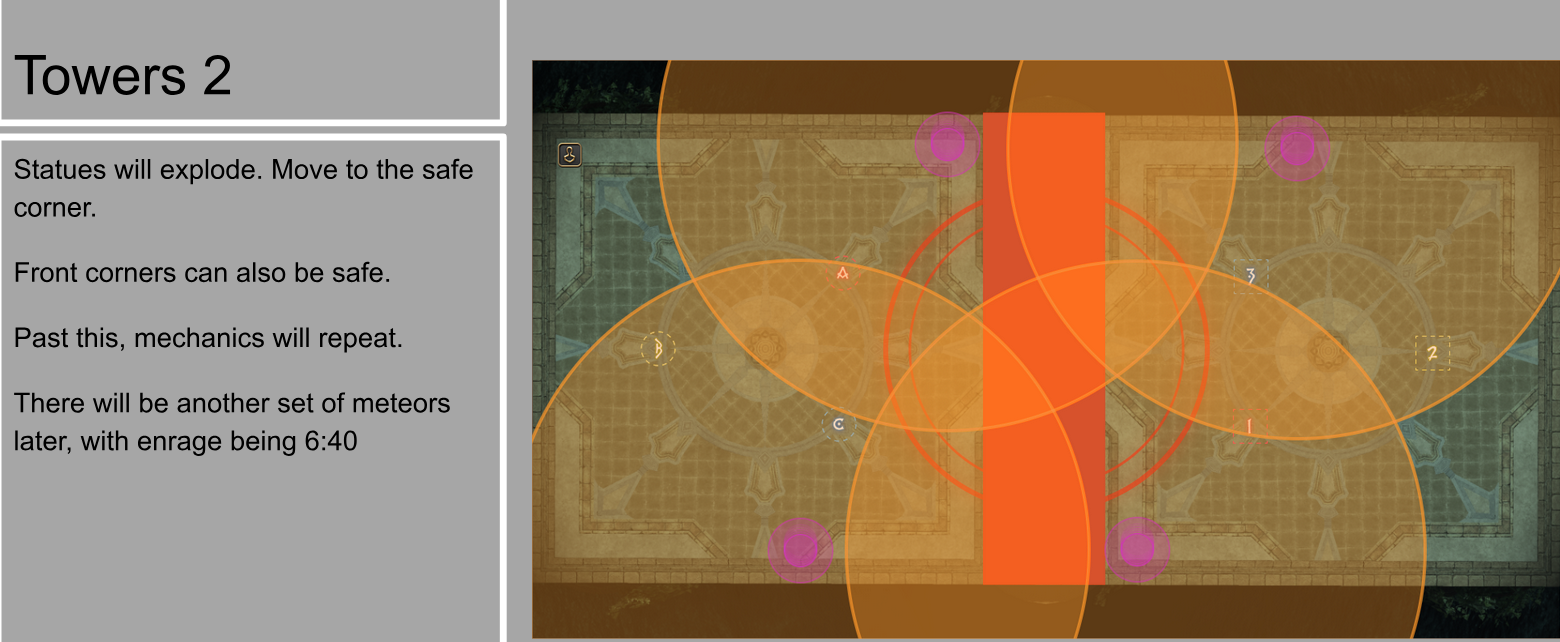 Towers 2
Statues will explode. Move to the safe
corner.
Front corners can also be safe.
Past this, mechanics will repeat.
There will be another set of meteors
later, with enrage being 6:40
A
3
B
2
C
1